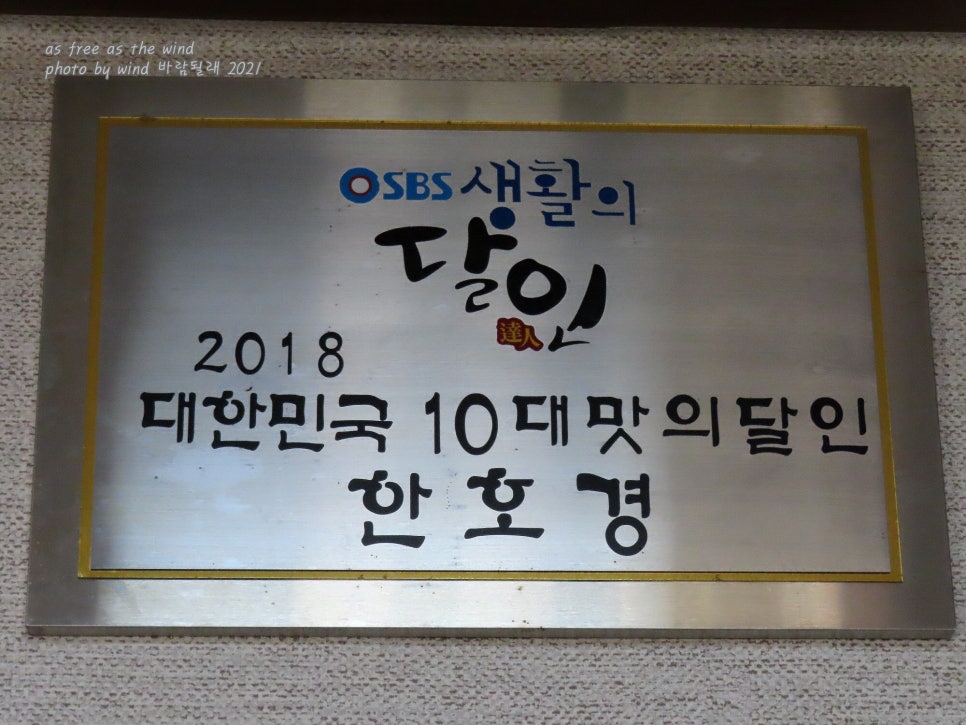 as free as the wind
photo by wind 바람될래 2021
SBS 생활의
달인
達人
2018
대한민국 10대맛의달인
한호경